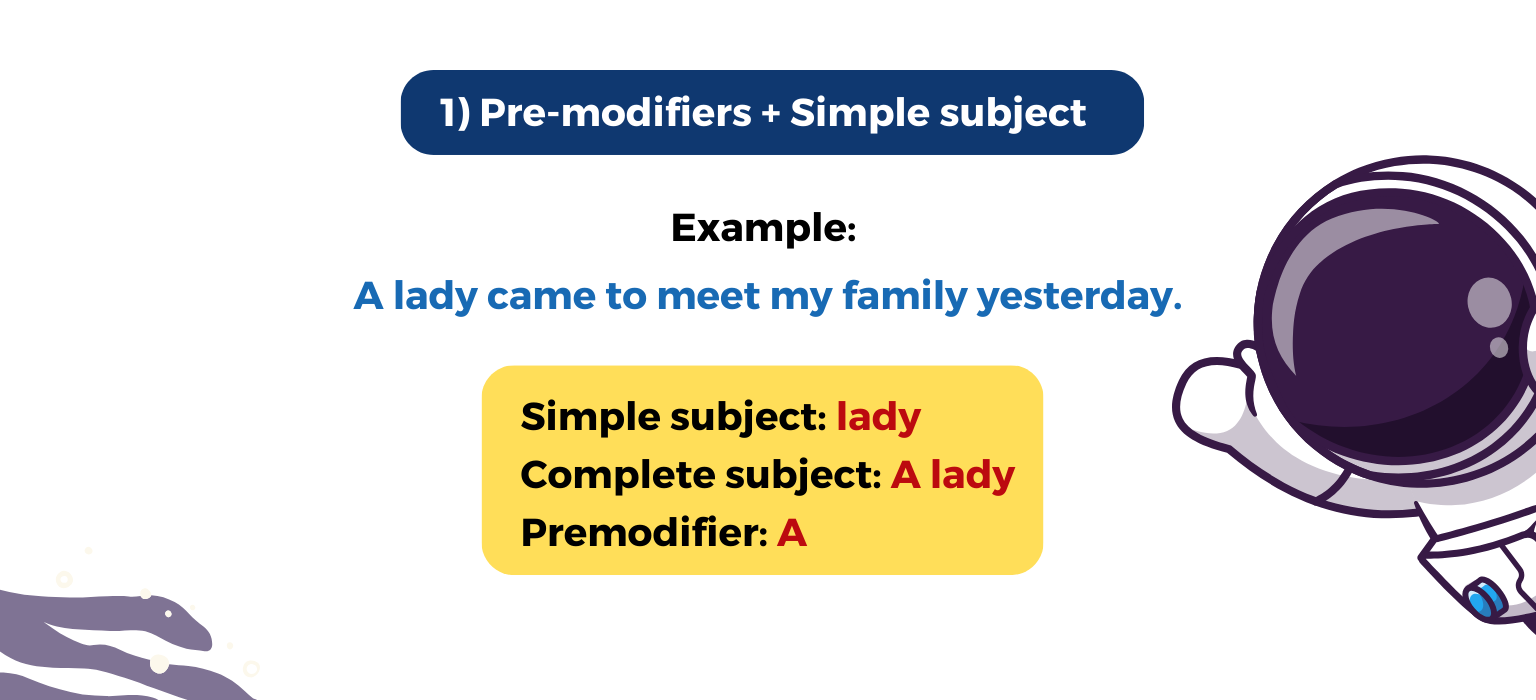 1) Pre-modifiers + Simple subject
Example:
A lady came to meet my family yesterday.
Simple subject: lady
Complete subject: A lady
Premodifier: A